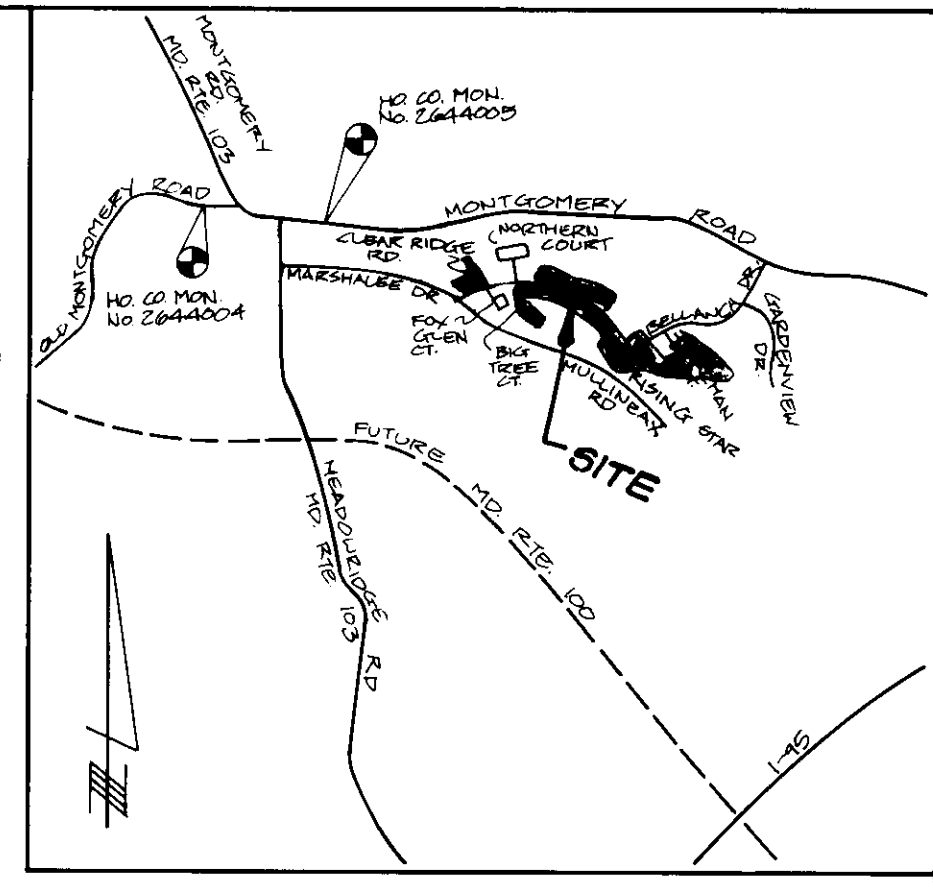 MONTGOMERY
RD.
MD. RTE. 103
HO. CO. MON.
No. 2644005
OLD MONTGOMERY ROAD
HO. CO. MON.
No. 2644004
MONTGOMERY ROAD
CLEAR RIDGE
RD.
NORTHERN
COURT
MARSHALEE DR
FOX
GLEN
CT.
BIG
TREE
CT.
BELLANCA DR.
GARDENVIEW
DR.
MULLINEAX
RD
RISING STAR
SITE
FUTURE MD. RTE. 100
MEADOWRIDGE RD
MD. RTE 103
I-95